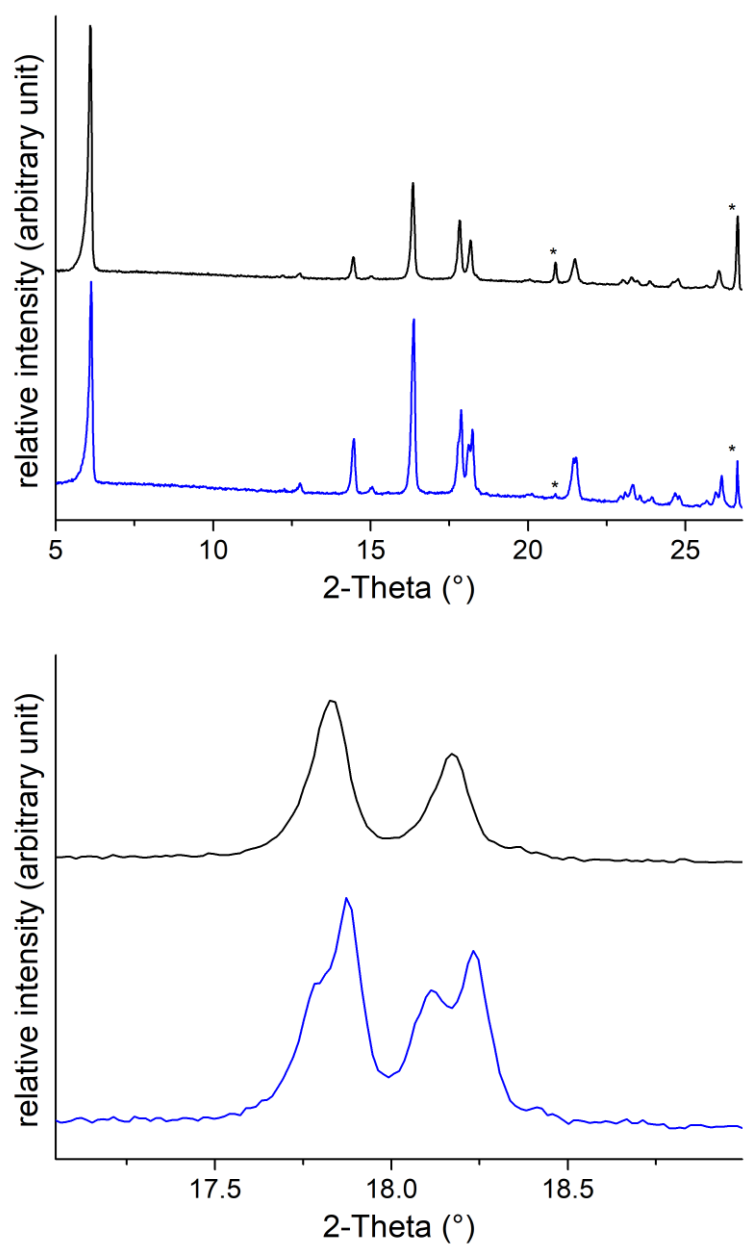 relative intensity (arbitrary unit)
*
*
*
*
5 10 15 20 25
2-Theta (°)
relative intensity (arbitrary unit)
17.5 18.0 18.5
2-Theta (°)